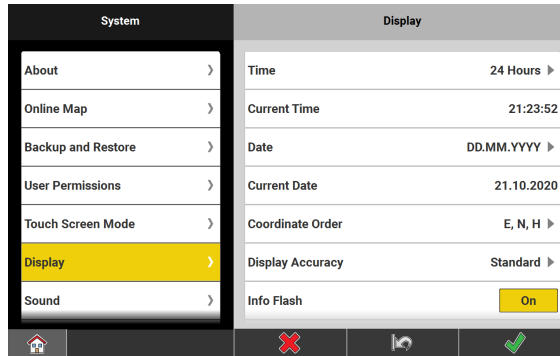 System
Display
About
Online Map
Backup and Restore
User Permissions
Touch Screen Mode
Display
Sound
Time 24 Hours
Current Time 21:23:52
Date DD.MM.YYYY
Current Date 21.10.2020
Coordinate Order E, N, H
Display Accuracy Standard
Info Flash On